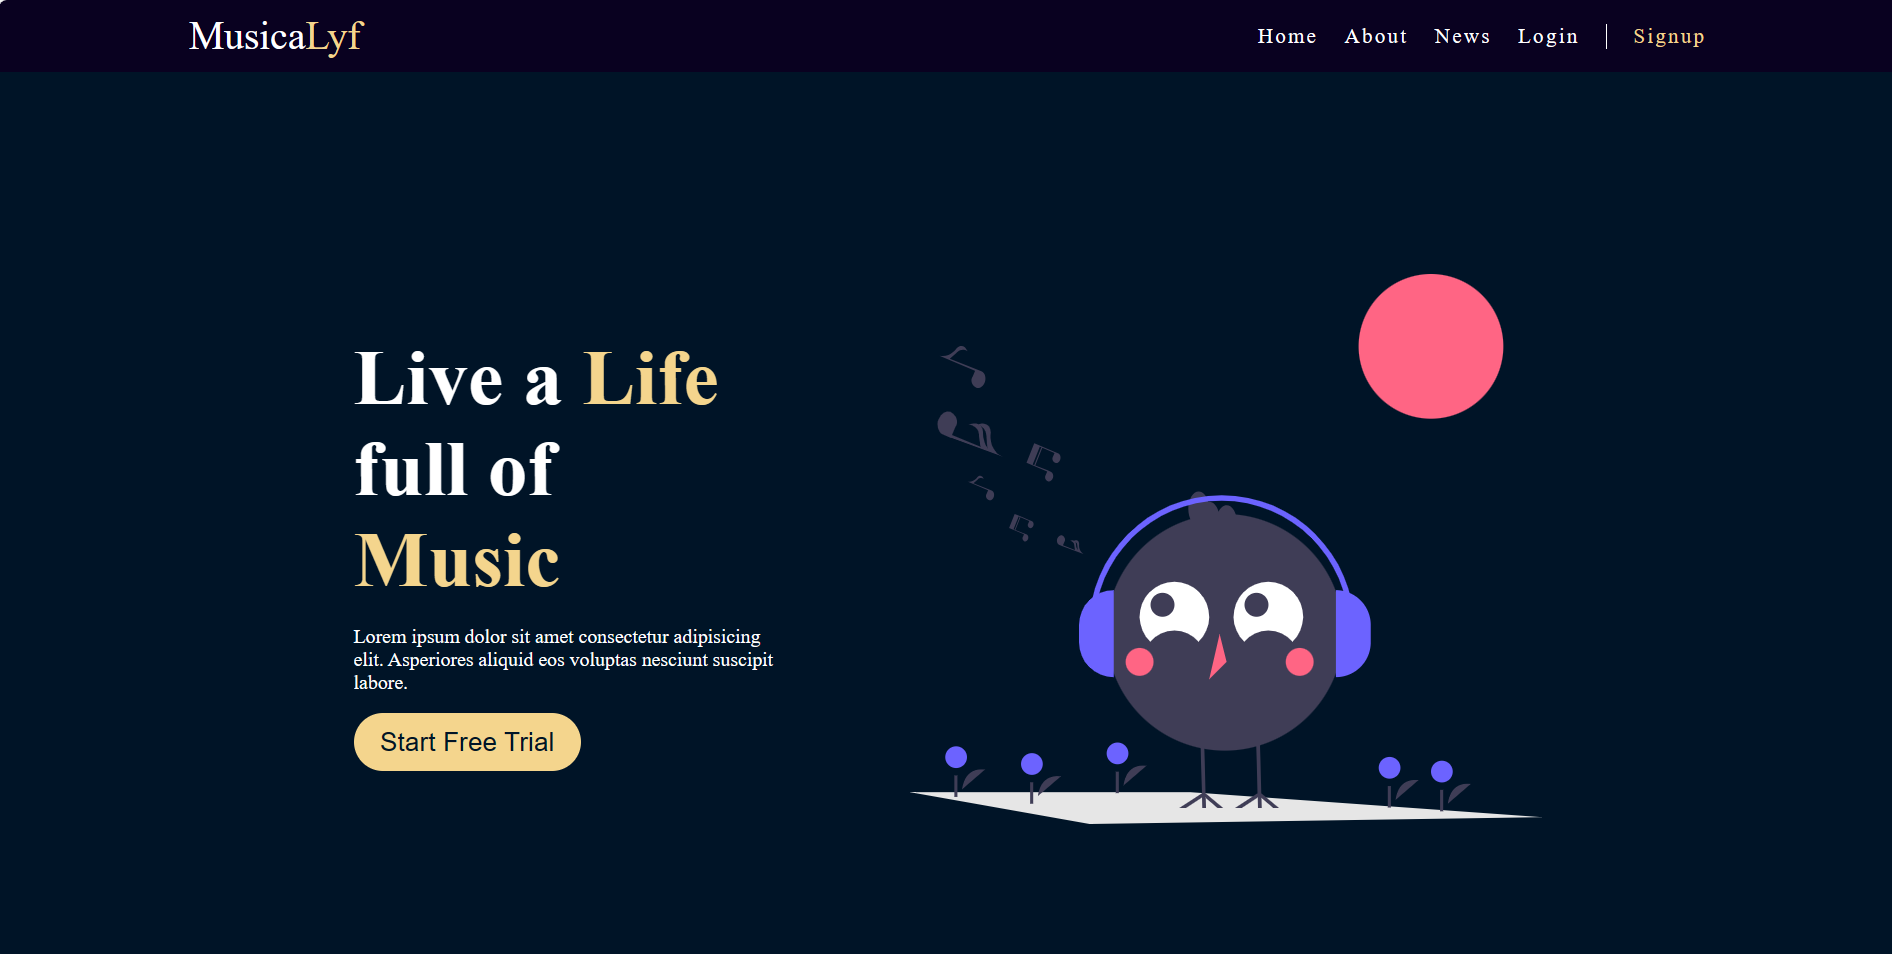 MusicaLyf
Home About News Login Signup
Live a Life
full of
Music
Lorem ipsum dolor sit amet consectetur adipisicing
elit. Asperiores aliquid eos voluptas nesciunt suscipit
labore.
Start Free Trial